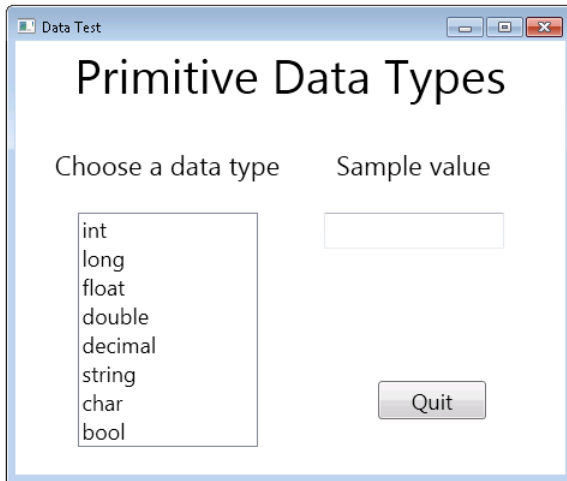 Data Test
Primitive Data Types
Choose a data type
Sample value
int
long
float
double
decimal
string
char
bool
Quit